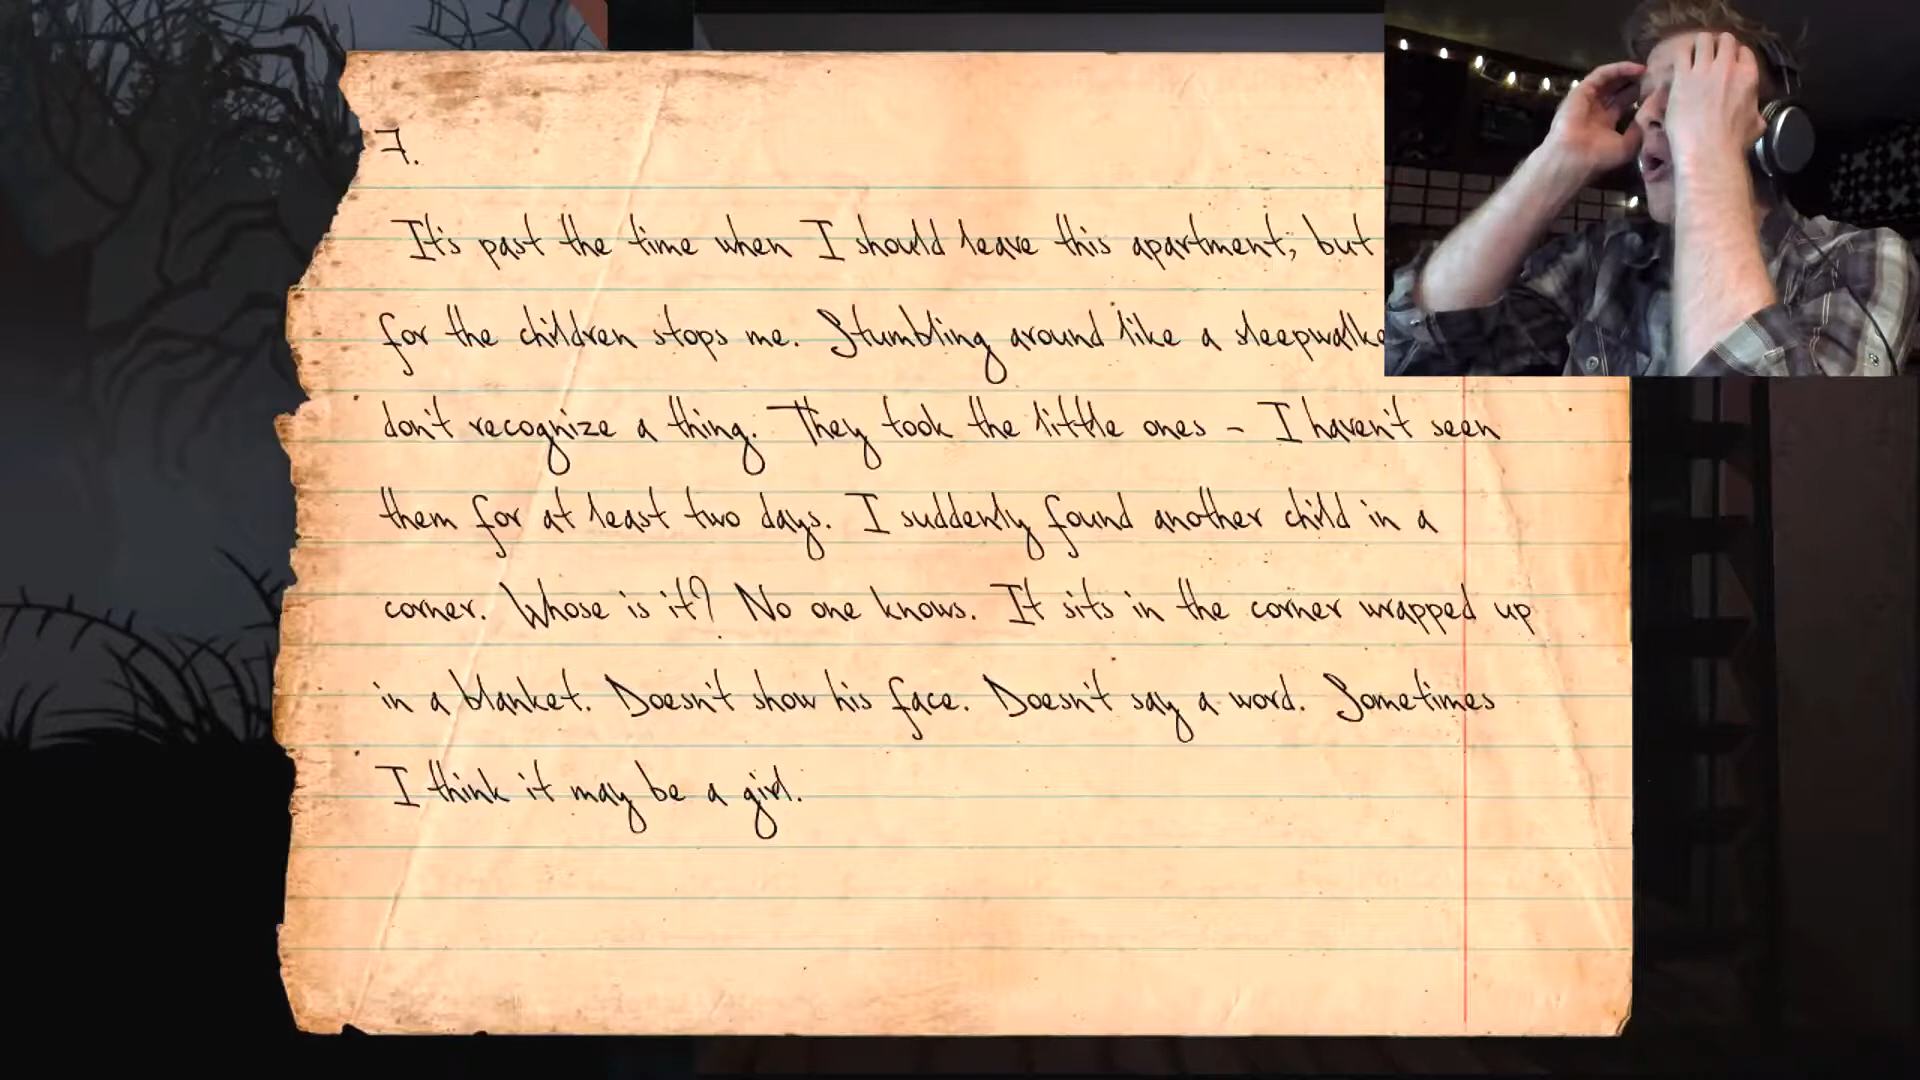 7.
It's past the time when I should leave this apartment, but
for the children stops me. Stumbling around like a
don't recognize a thing. They took the little ones - I haven't seen
them for at least two days. I suddenly found another child in a
corner. Whose is it? No one knows. It sits in the corner wrapped up
in a blanket. Doesn't show his face. Doesn't say a word. Sometimes
I think it may be a girl.